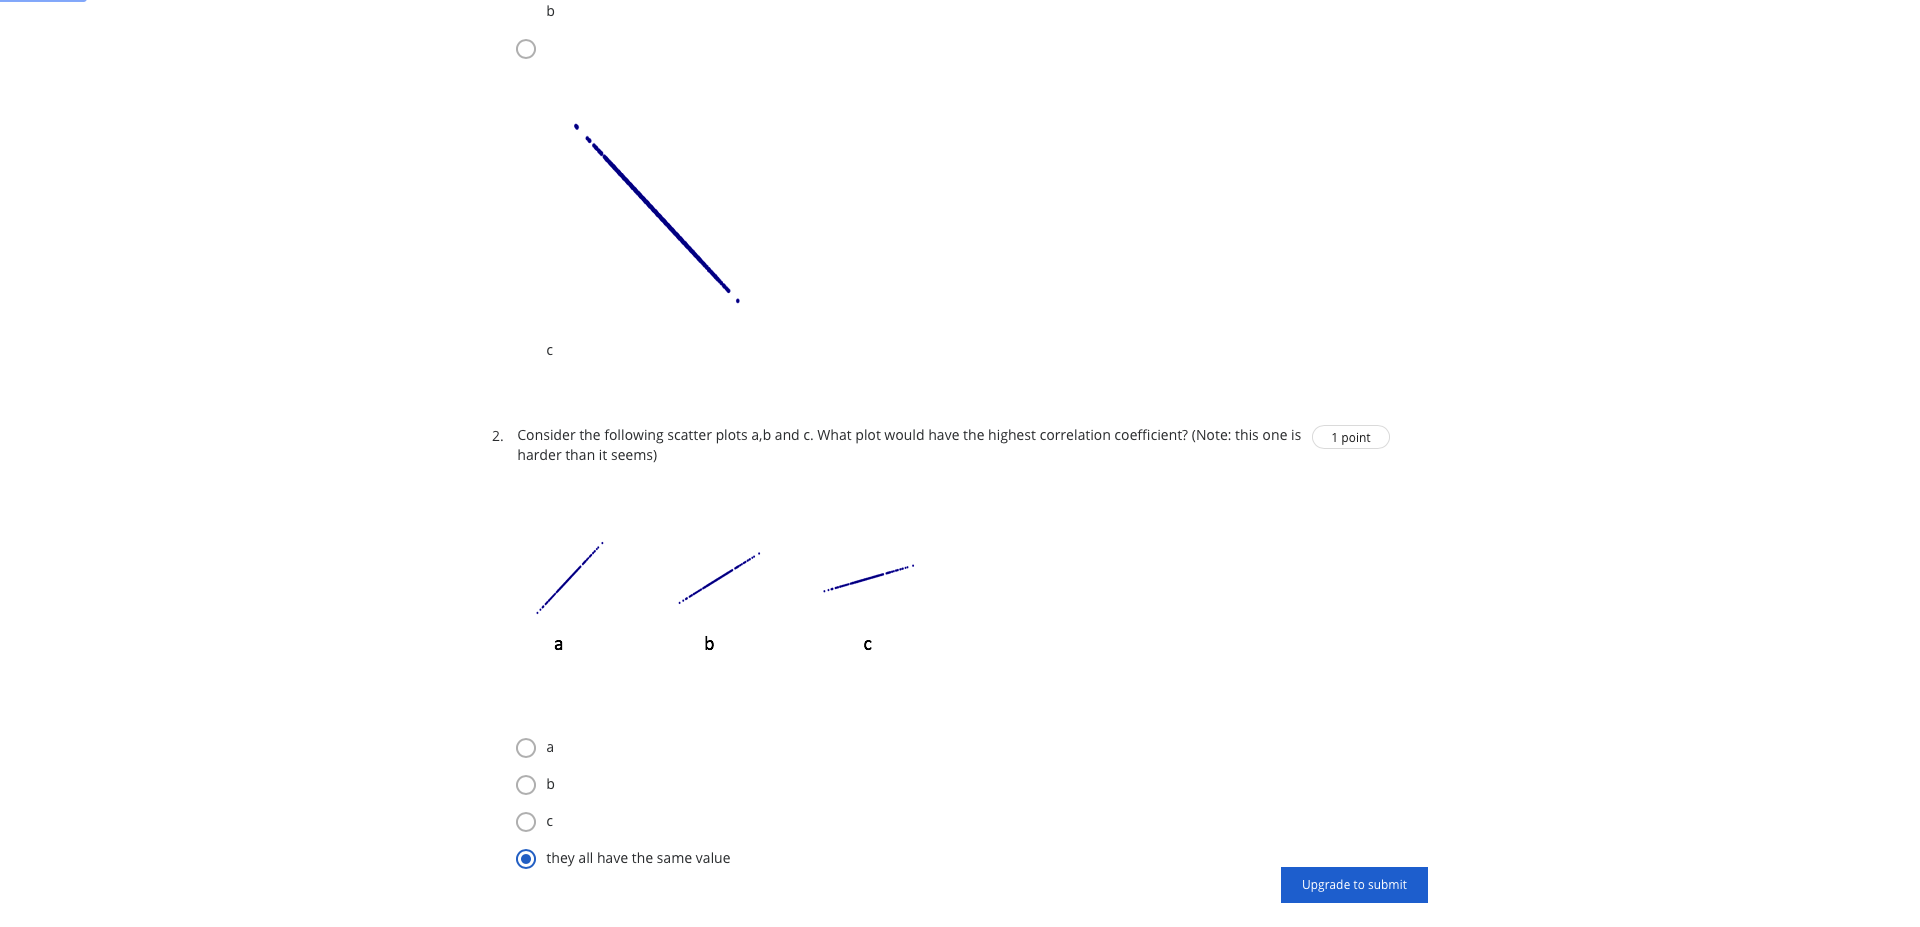 b
c
2. Consider the following scatter plots a,b and c. What plot would have the highest correlation coefficient? (Note: this one is
harder than it seems)
1 point
a b c
a
b
c
they all have the same value
Upgrade to submit